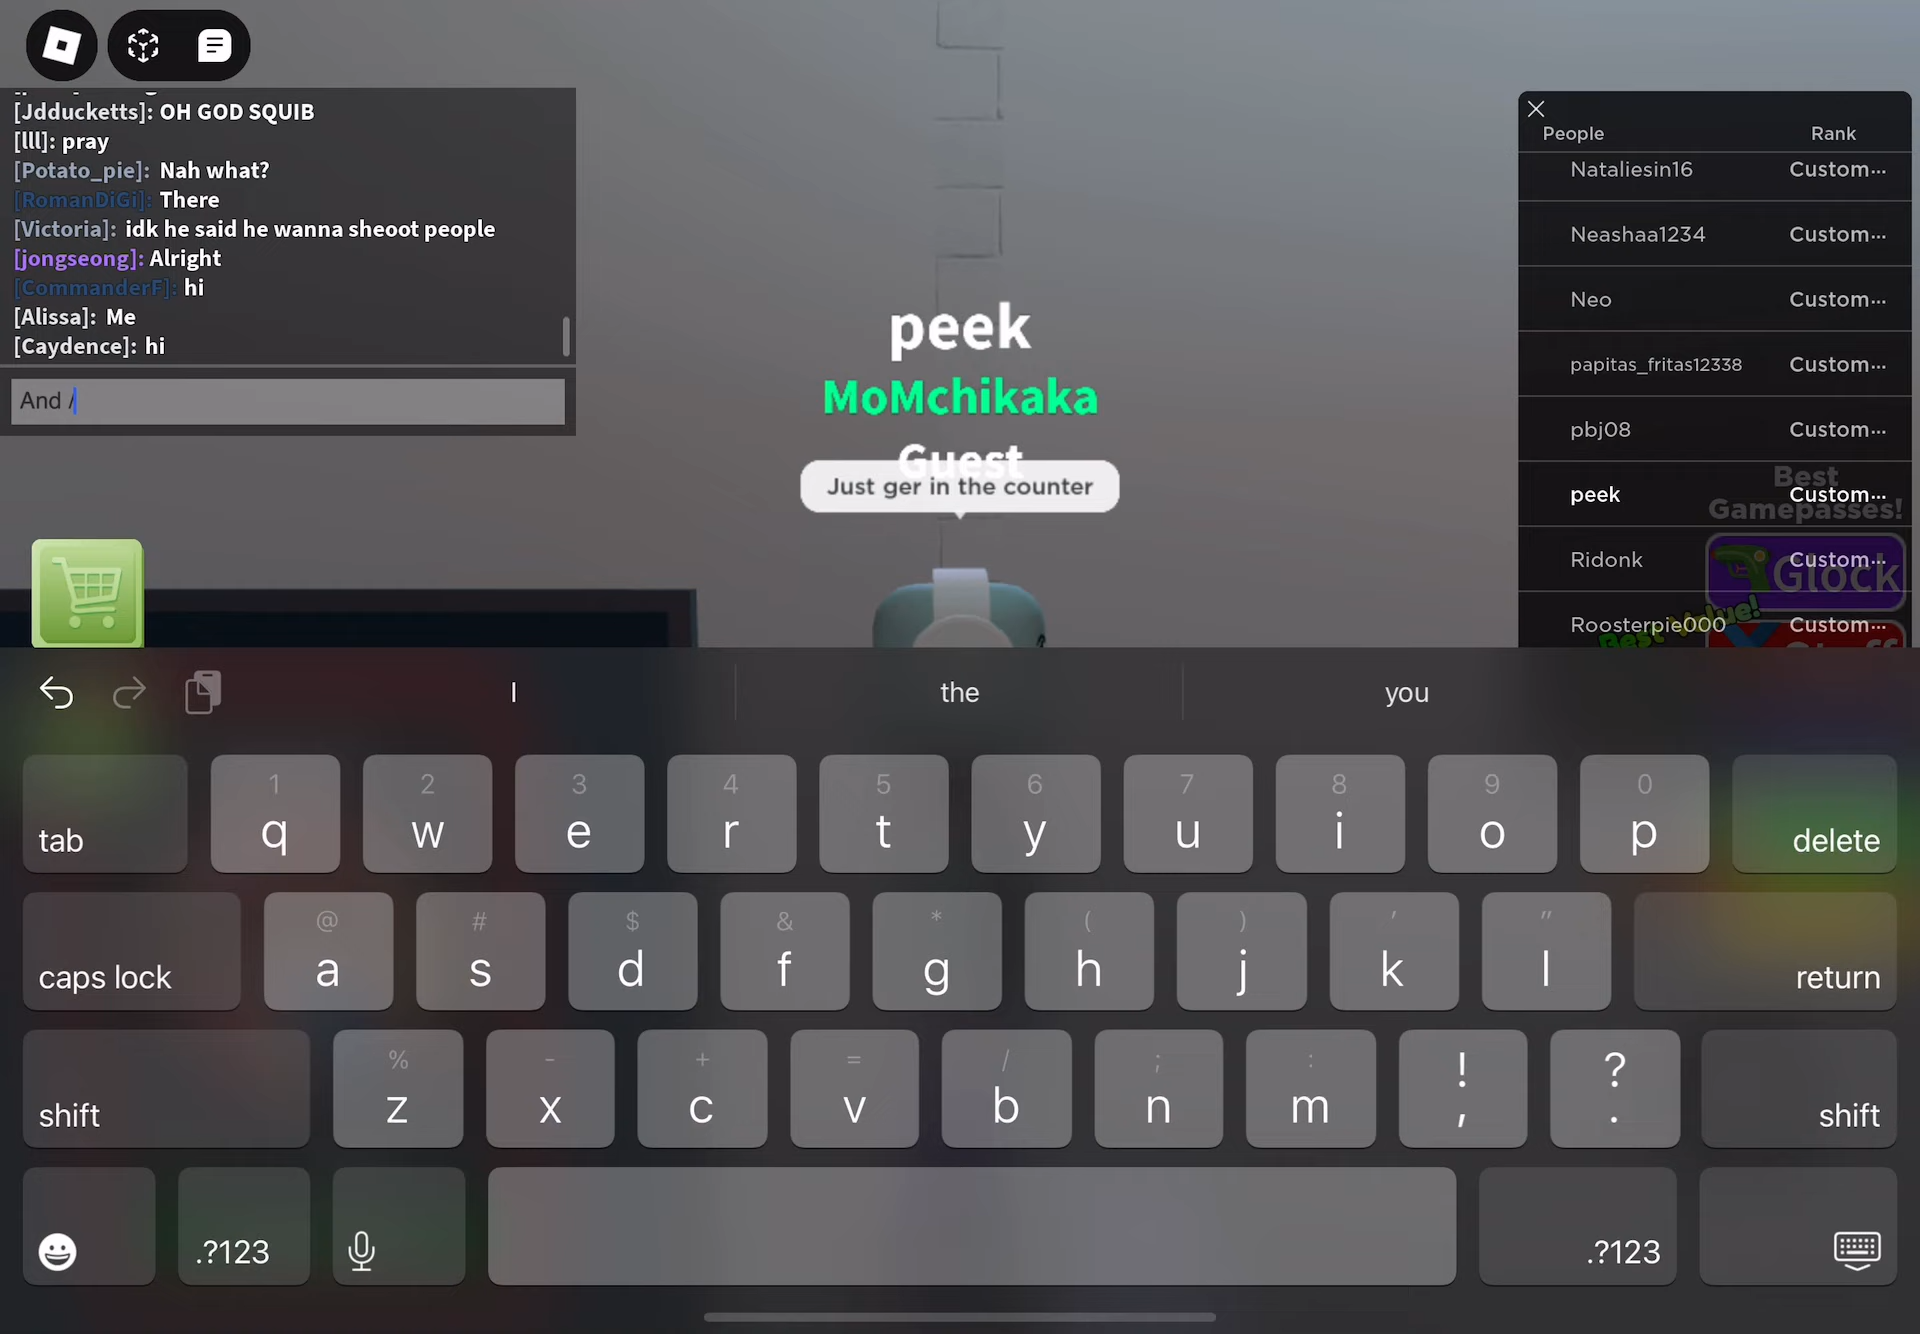 [Jdducketts]: OH GOD SQUIB
[lll]: pray
[Potato_pie]: Nah what?
[RomanDiGi]: There
[Victoria]: idk he said he wanna sheoot people
[jongseong]: Alright
[CommanderF]: hi
[Alissa]: Me
[Caydence]: hi
And /
peek
MoMchikaka
Guest
Just ger in the counter
People Rank
Nataliesin16 Custom...
Neashaa1234 Custom...
Neo Custom...
papitas_fritas12338 Custom...
pbj08 Custom...
Best
Gamepasses!
peek Custom...
Ridonk Custom...
Glock
Best Value!
Roosterpie000 Custom...
I the you
1 2 3 4 5 6 7 8 9 0
tab q w e r t y u i o p delete
@ # $ & * ( ) ' "
caps lock a s d f g h j k l return
% - + = / ; : ! ?
shift z x c v b n m , . shift
.?123 .?123